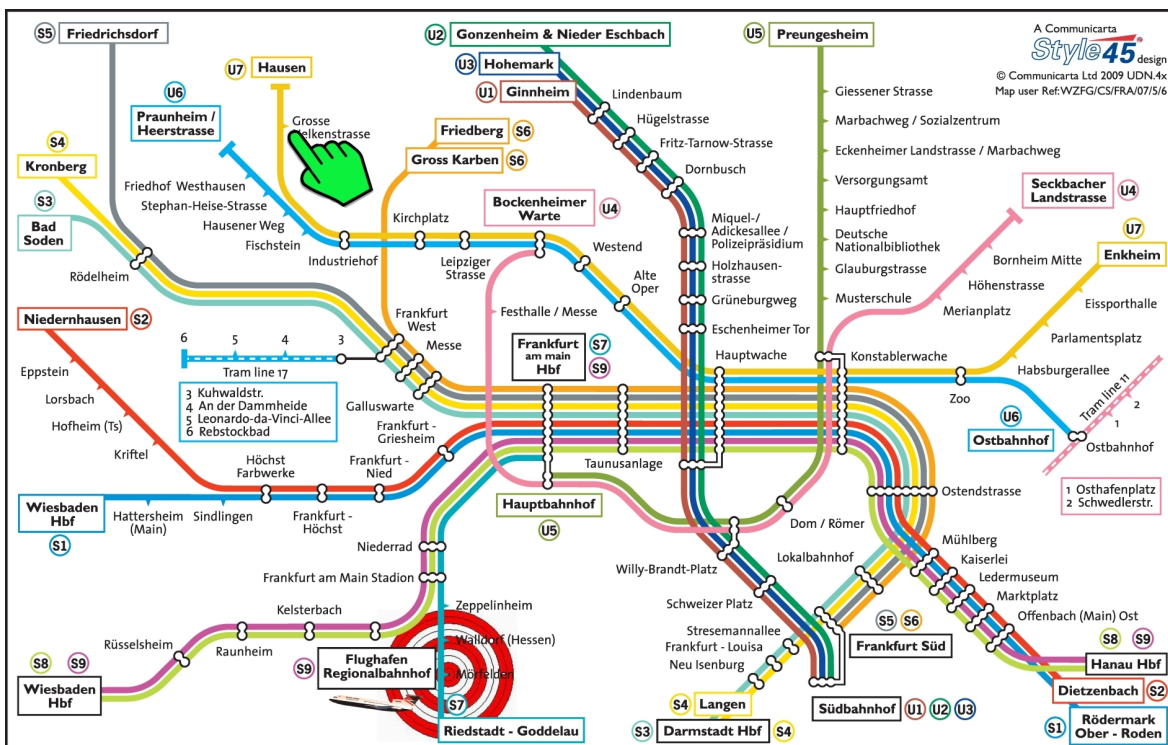 S5
Friedrichsdorf
U7
Hausen
U6
Praunheim /
Heerstrasse
Grosse
elkenstrasse
U2
Gonzenheim & Nieder Eschbach
U3
Hohemark
U1
Ginnheim
U5
Preungesheim
A Communicarta
Style45 design
© Communicarta Ltd 2009 UDN.4x
Map user Ref:WZFG/CS/FRA/07/5/6
S4
Kronberg
S3
Bad
Soden
Friedberg
S6
Gross Karben
S6
Lindenbaum
Hügelstrasse
Fritz-Tarnow-Strasse
Dornbusch
Giessener Strasse
Marbachweg / Sozialzentrum
Eckenheimer Landstrasse / Marbachweg
Versorgungsamt
Hauptfriedhof
Deutsche
Nationalbibliothek
Glauburgstrasse
Musterschule
Seckbacher
Landstrasse
U4
U7
Enkheim
Friedhof Westhausen
Stephan-Heise-Strasse
Hausener Weg
Fischstein
Industriehof
Kirchplatz
Leipziger
Strasse
Bockenheimer
Warte
U4
Westend
Alte
Oper
Miquel-/
Adickesallee /
Polizeipräsidium
Holzhausen-
strasse
Grüneburgweg
Eschenheimer Tor
Hauptwache
Bornheim Mitte
Höhenstrasse
Merianplatz
Eissporthalle
Parlamentsplatz
Habsburgerallee
Konstablerwache
Zoo
Rödelheim
Niedernhausen
S2
Eppstein
Lorsbach
Hofheim (Ts)
Kriftel
6
5
4
3
Tram line 17
3 Kuhwaldstr.
4 An der Dammheide
5 Leonardo-da-Vinci-Allee
6 Rebstockbad
Frankfurt
West
Messe
Galluswarte
Festhalle / Messe
Frankfurt
am main
Hbf
S7
S9
Taunusanlage
Hauptbahnhof
U5
U6
Ostbahnhof
Tram line 11
2
1
Ostbahnhof
1 Osthafenplatz
2 Schwedlerstr.
Frankfurt -
Griesheim
Frankfurt -
Nied
Höchst
Farbwerke
Frankfurt -
Höchst
Wiesbaden
Hbf
S1
Hattersheim
(Main)
Sindlingen
Niederrad
Frankfurt am Main Stadion
Kelsterbach
Raunheim
Rüsselsheim
S8
S9
Wiesbaden
Hbf
S9
Flughafen
Regionalbahnhof
Zeppelinheim
Walldorf (Hessen)
Mörfelden
S7
Riedstadt - Goddelau
Willy-Brandt-Platz
Dom / Römer
Schweizer Platz
Lokalbahnhof
Ostendstrasse
Mühlberg
Kaiserlei
Ledermuseum
Marktplatz
Offenbach (Main) Ost
S8
S9
Hanau Hbf
Dietzenbach
S2
S1
Rödermark
Ober - Roden
Stresemannallee
Frankfurt - Louisa
Neu Isenburg
S5
S6
Frankfurt Süd
S4
Langen
S3
Darmstadt Hbf
S4
Südbahnhof
U1
U2
U3